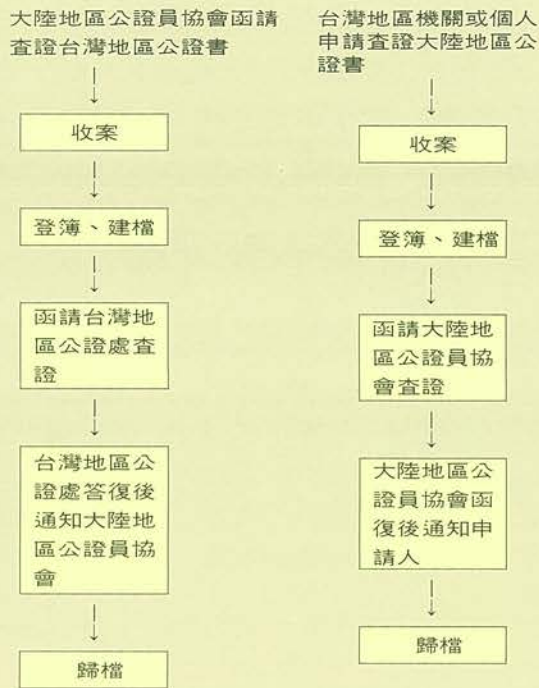 大陸地區公證員協會函請
查證台灣地區公證書
收案
登簿、建檔
函請台灣地
區公證處查
證
台灣地區公
證處答復後
通知大陸地
區公證員協
會
歸檔
台灣地區機關或個人
申請查證大陸地區公
證書
收案
登簿、建檔
函請大陸地
區公證員協
會查證
大陸地區公
證員協會函
復後通知申
請人
歸檔